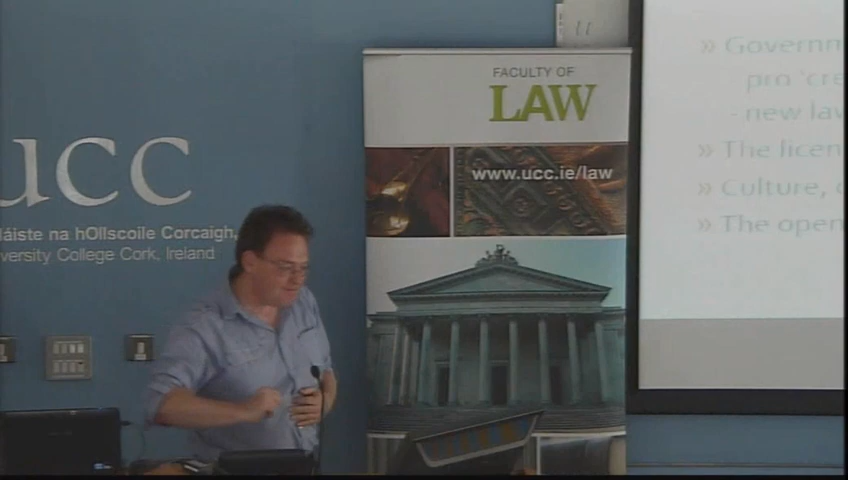 ucc
láiste na hOllscoile Corcaigh,
versity College Cork, Ireland
FACULTY OF
LAW
www.ucc.ie/law
» Governm
pro 'cre
- new law
» The licen
» Culture,
» The open